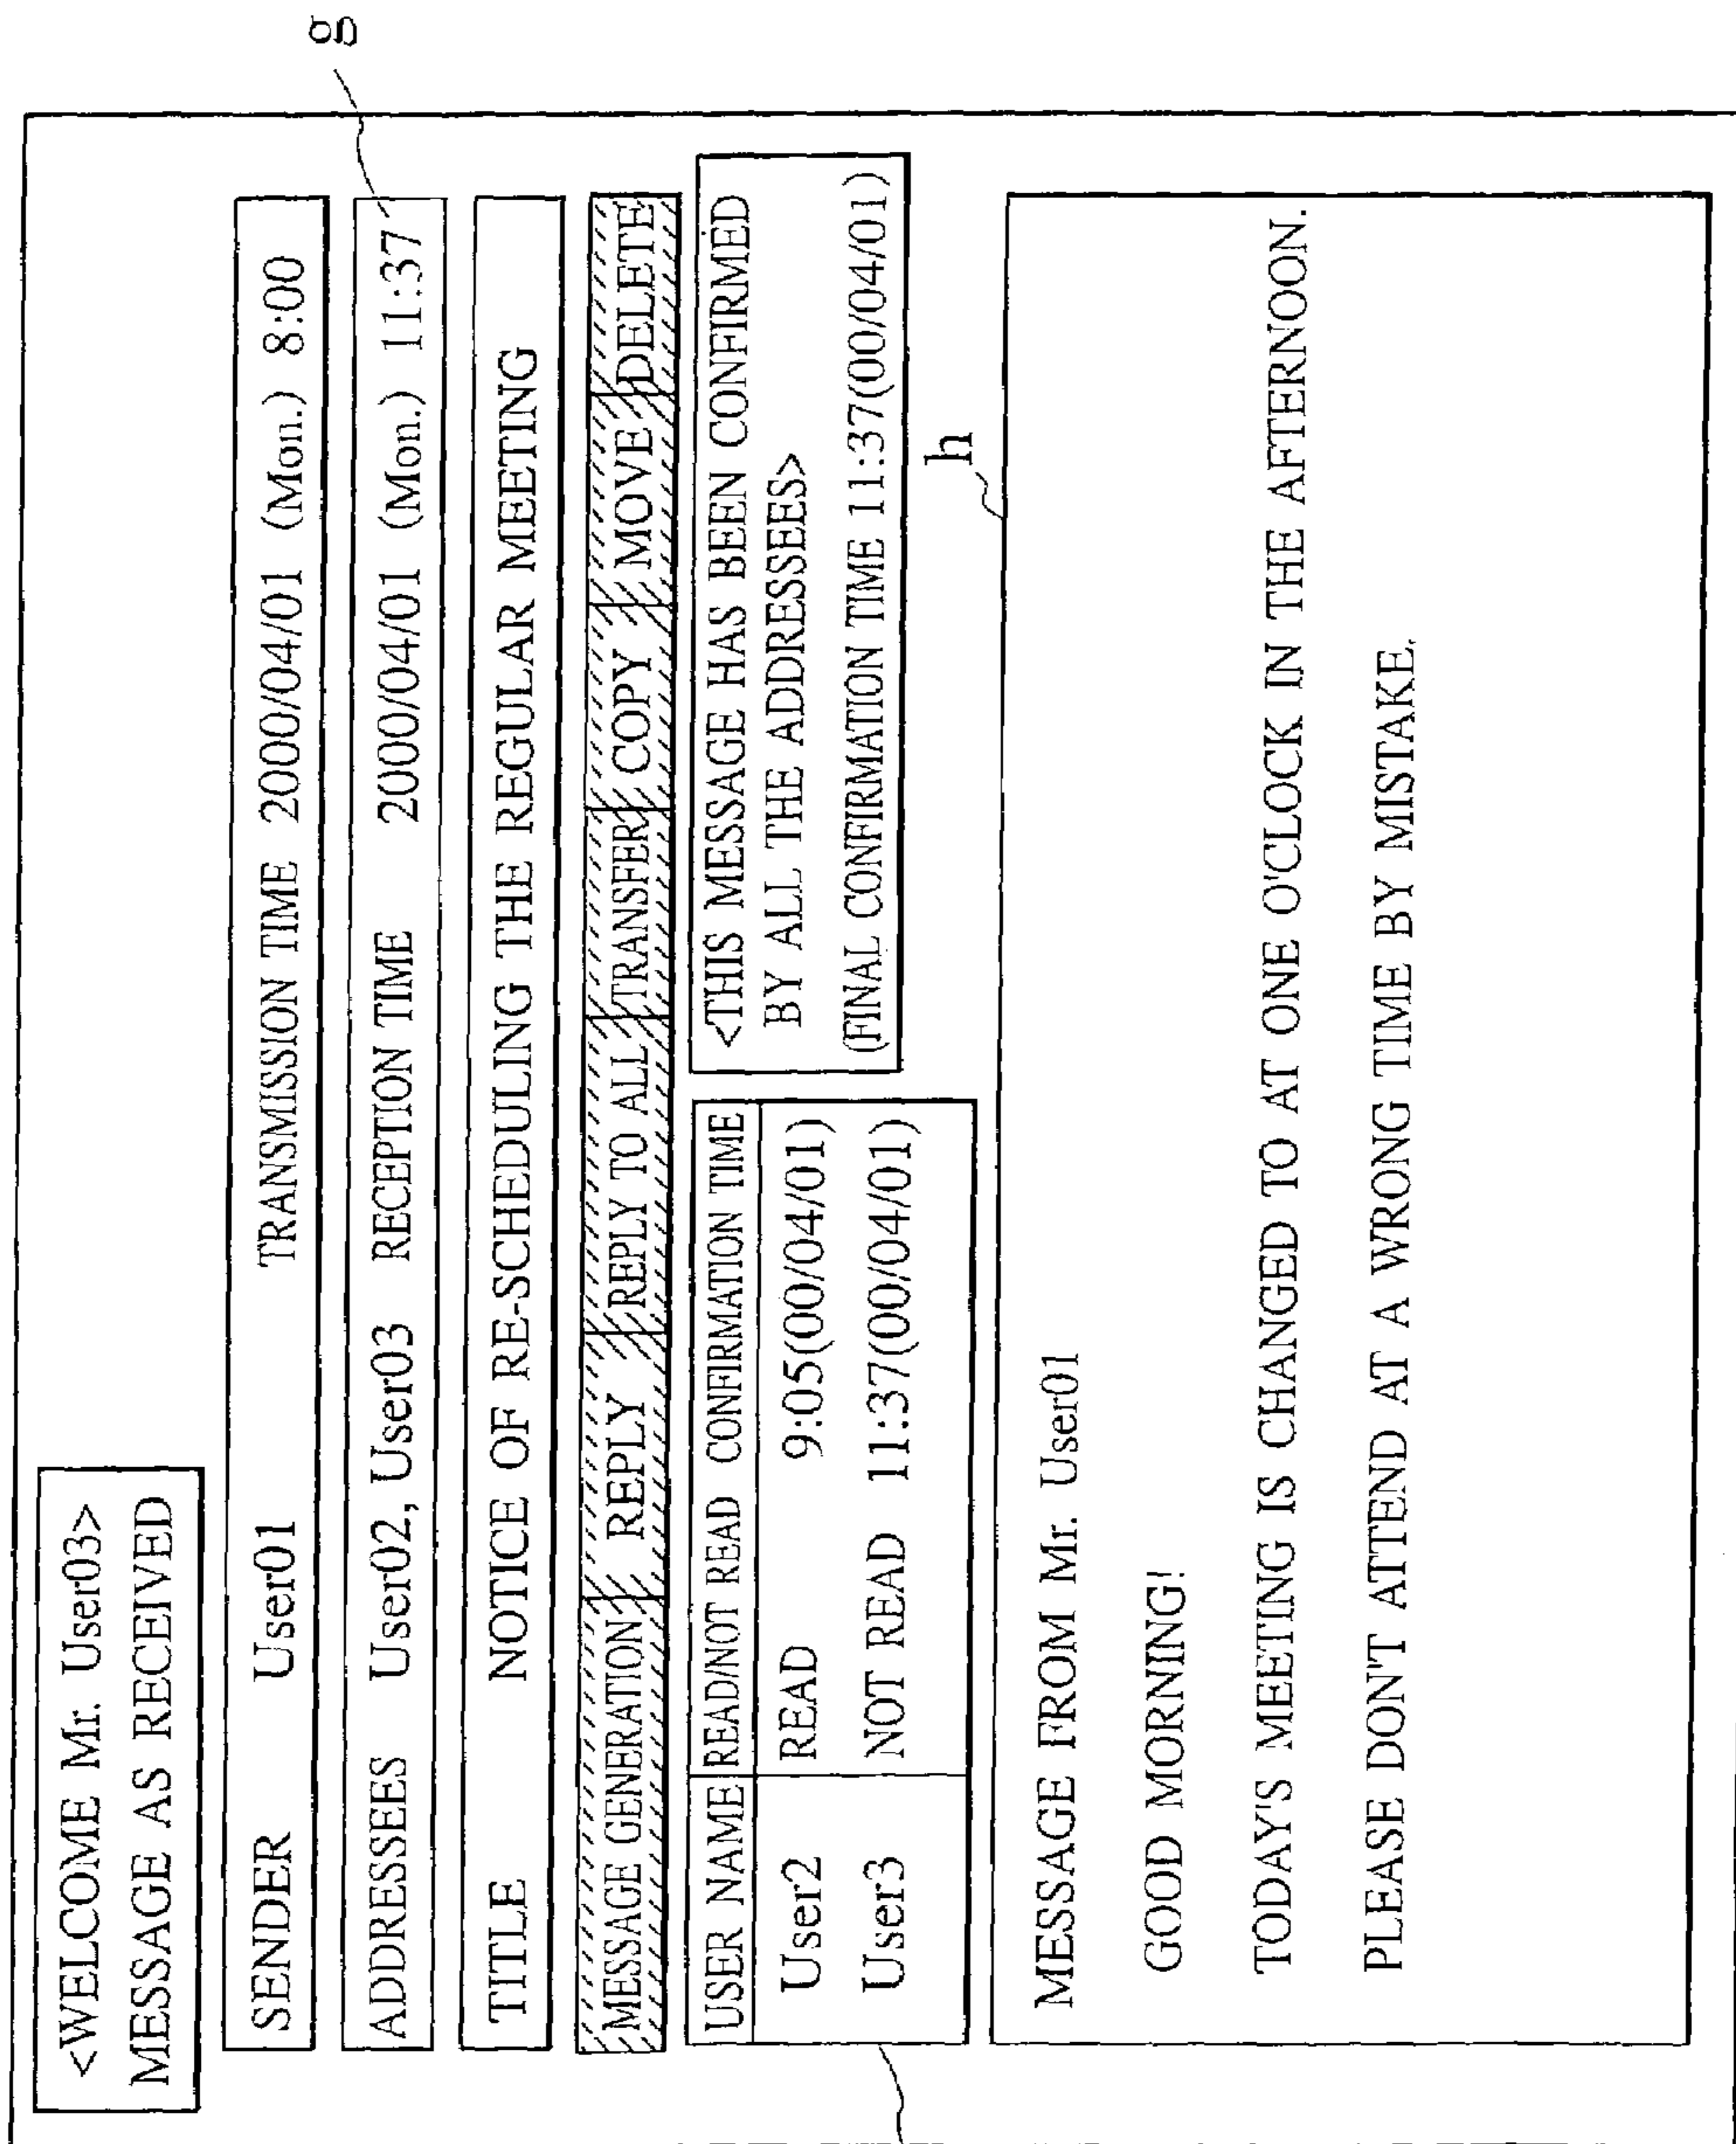 g
<WELCOME Mr. User03>
MESSAGE AS RECEIVED
SENDER User01 TRANSMISSION TIME 2000/04/01 (Mon.) 8:00
ADDRESSEES User02, User03 RECEPTION TIME 2000/04/01 (Mon.) 11:37
TITLE NOTICE OF RE-SCHEDULING THE REGULAR MEETING
MESSAGE GENERATION REPLY REPLY TO ALL TRANSFER COPY MOVE DELETE
USER NAME READ/NOT READ CONFIRMATION TIME
User2 READ 9:05(00/04/01)
User3 NOT READ 11:37(00/04/01)
<THIS MESSAGE HAS BEEN CONFIRMED
BY ALL THE ADDRESSEES>
(FINAL CONFIRMATION TIME 11:37(00/04/01)
h
MESSAGE FROM Mr. User01
GOOD MORNING!
TODAY'S MEETING IS CHANGED TO AT ONE O'CLOCK IN THE AFTERNOON.
PLEASE DON'T ATTEND AT A WRONG TIME BY MISTAKE.